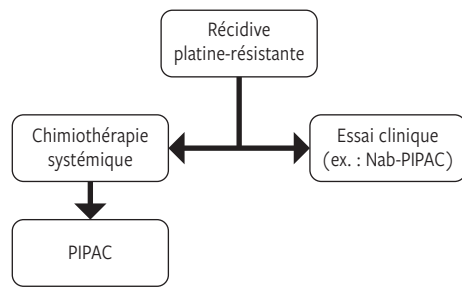 Récidive
platine-résistante
Chimiothérapie
systémique
Essai clinique
(ex. : Nab-PIPAC)
PIPAC